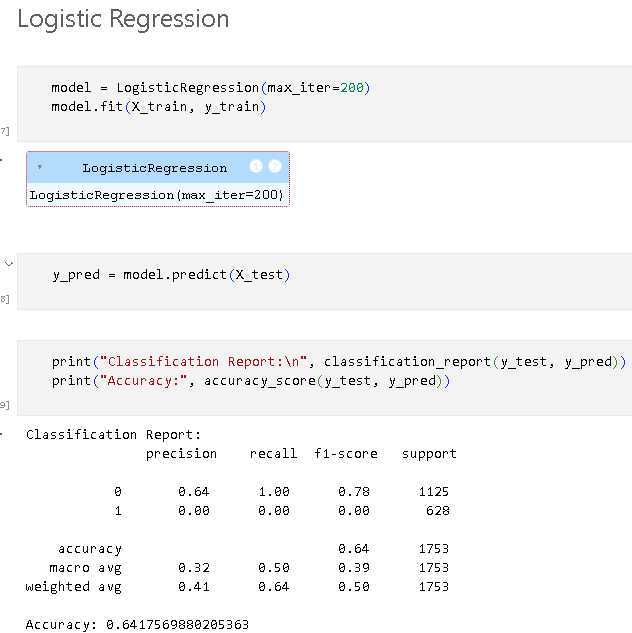 Logistic Regression
model = LogisticRegression(max_iter=200)
model.fit(X_train, y_train)
7]
LogisticRegression
LogisticRegression(max_iter=200)
y_pred = model.predict(X_test)
8]
print("Classification Report:\n", classification_report(y_test, y_pred))
print("Accuracy:", accuracy_score(y_test, y_pred))
9]
Classification Report:
precision recall f1-score support
0 0.64 1.00 0.78 1125
1 0.00 0.00 0.00 628
accuracy 0.64 1753
macro avg 0.32 0.50 0.39 1753
weighted avg 0.41 0.64 0.50 1753
Accuracy: 0.6417569880205363